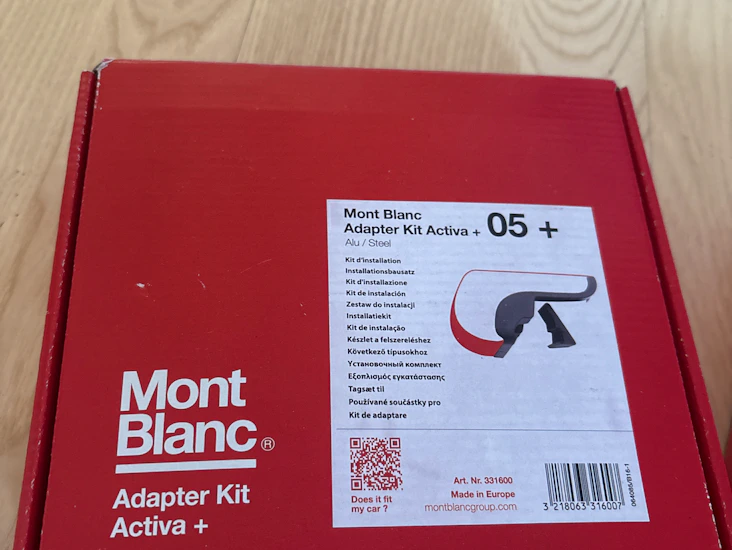 Mont Blanc
Adapter Kit Activa + 05 +
Alu / Steel
Kit d'installation
Installationsbausatz
Kit d'installazione
Kit de instalación
Zestaw do instalacji
Installatiekit
Kit de instalação
Készlet a felszereléshez
Következő típusokhoz
Установочный комплект
Εξοπλισμός εγκατάστασης
Tagsæt til
Používané součástky pro
Kit de adaptare
Does it fit
my car ?
Art. Nr. 331600
Made in Europe
montblancgroup.com
3 218063 316007
064085/B16-1
Mont
Blanc®
Adapter Kit
Activa +